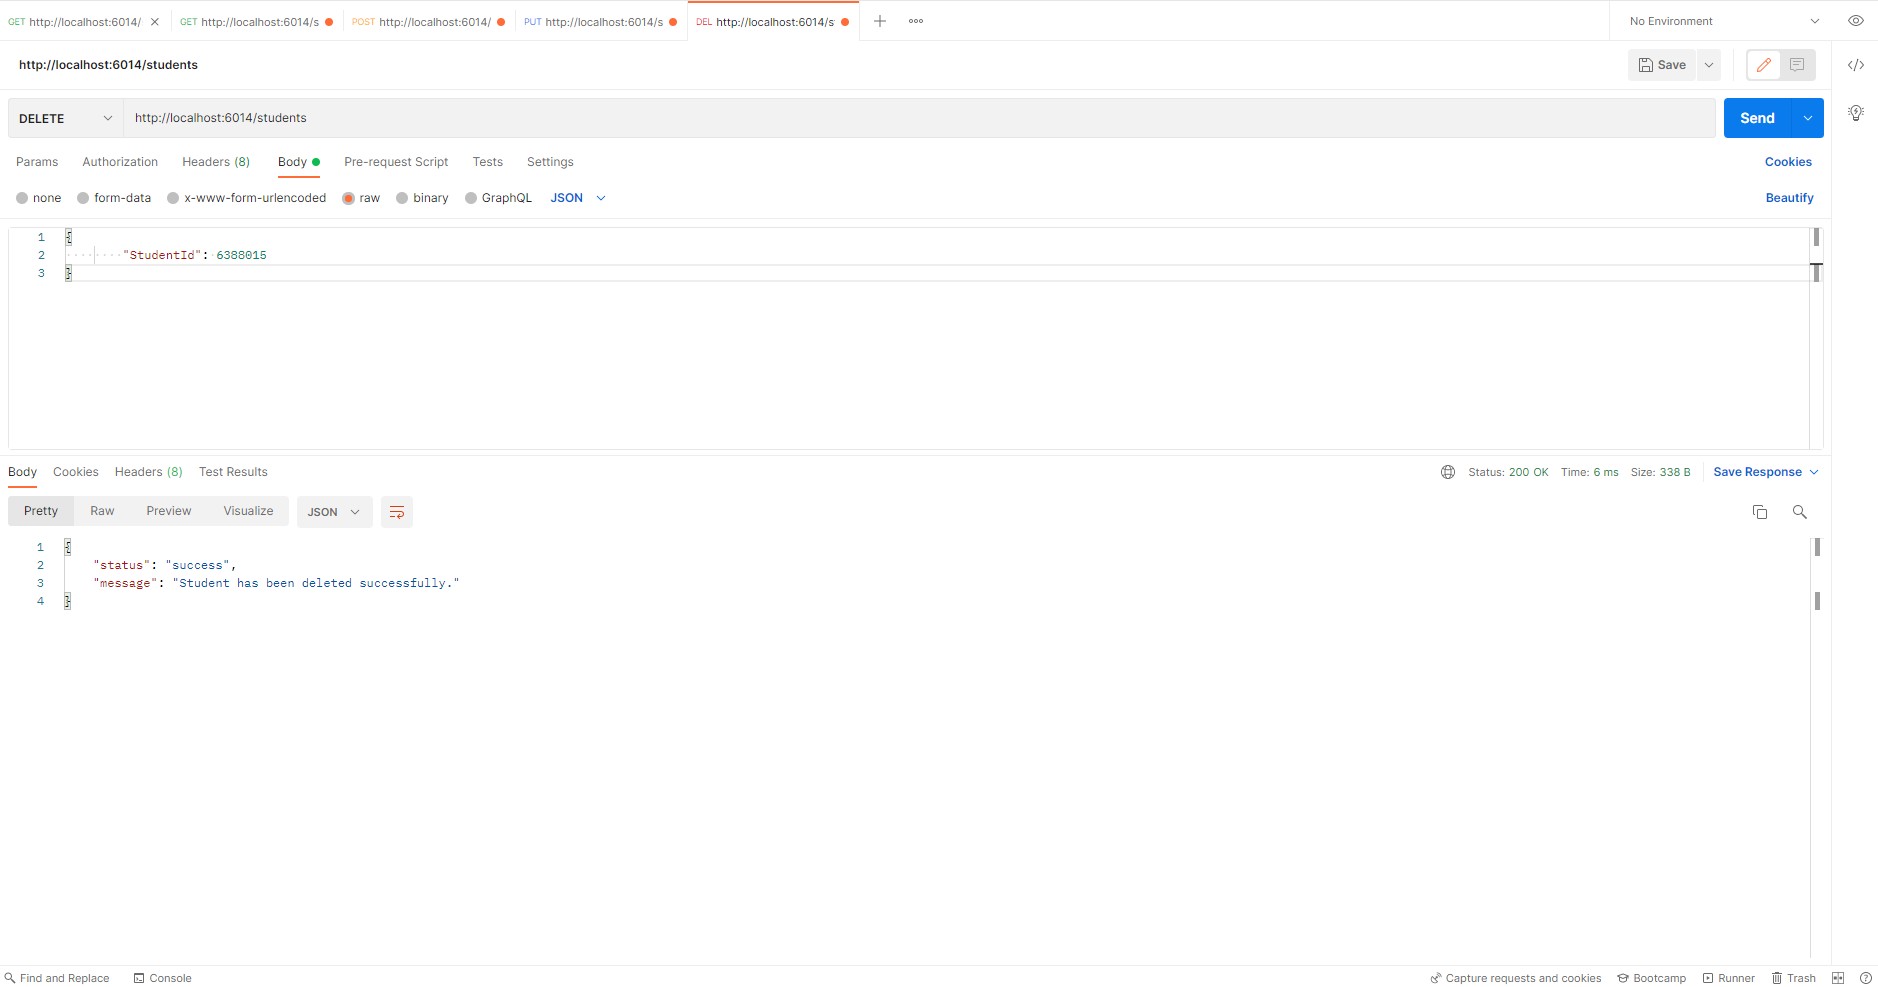 GET http://localhost:6014/ GET http://localhost:6014/s POST http://localhost:6014/ PUT http://localhost:6014/s DEL http://localhost:6014/s No Environment
http://localhost:6014/students Save
DELETE http://localhost:6014/students Send
Params Authorization Headers (8) Body Pre-request Script Tests Settings Cookies
none form-data x-www-form-urlencoded raw binary GraphQL JSON Beautify
1 {
2 "StudentId": 6388015
3 }
Body Cookies Headers (8) Test Results Status: 200 OK Time: 6 ms Size: 338 B Save Response
Pretty Raw Preview Visualize JSON
1 {
2 "status": "success",
3 "message": "Student has been deleted successfully."
4 }
Find and Replace Console Capture requests and cookies Bootcamp Runner Trash